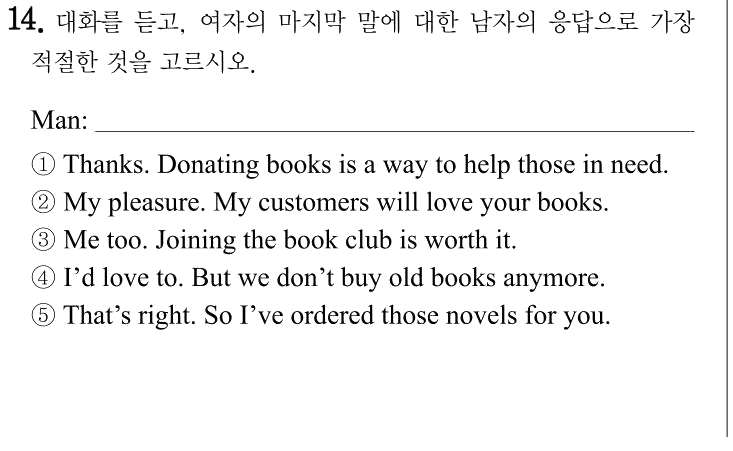 14. 대화를 듣고, 여자의 마지막 말에 대한 남자의 응답으로 가장
적절한 것을 고르시오.
Man: ____________________
① Thanks. Donating books is a way to help those in need.
② My pleasure. My customers will love your books.
③ Me too. Joining the book club is worth it.
④ I’d love to. But we don’t buy old books anymore.
⑤ That’s right. So I’ve ordered those novels for you.